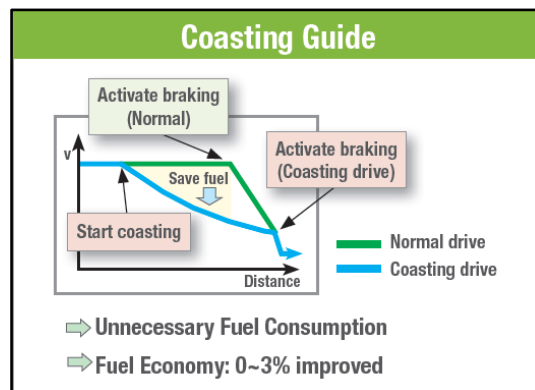 Coasting Guide
Activate braking
(Normal)
Activate braking
(Coasting drive)
v
Save fuel
Start coasting
Distance
Normal drive
Coasting drive
Unnecessary Fuel Consumption
Fuel Economy: 0~3% improved